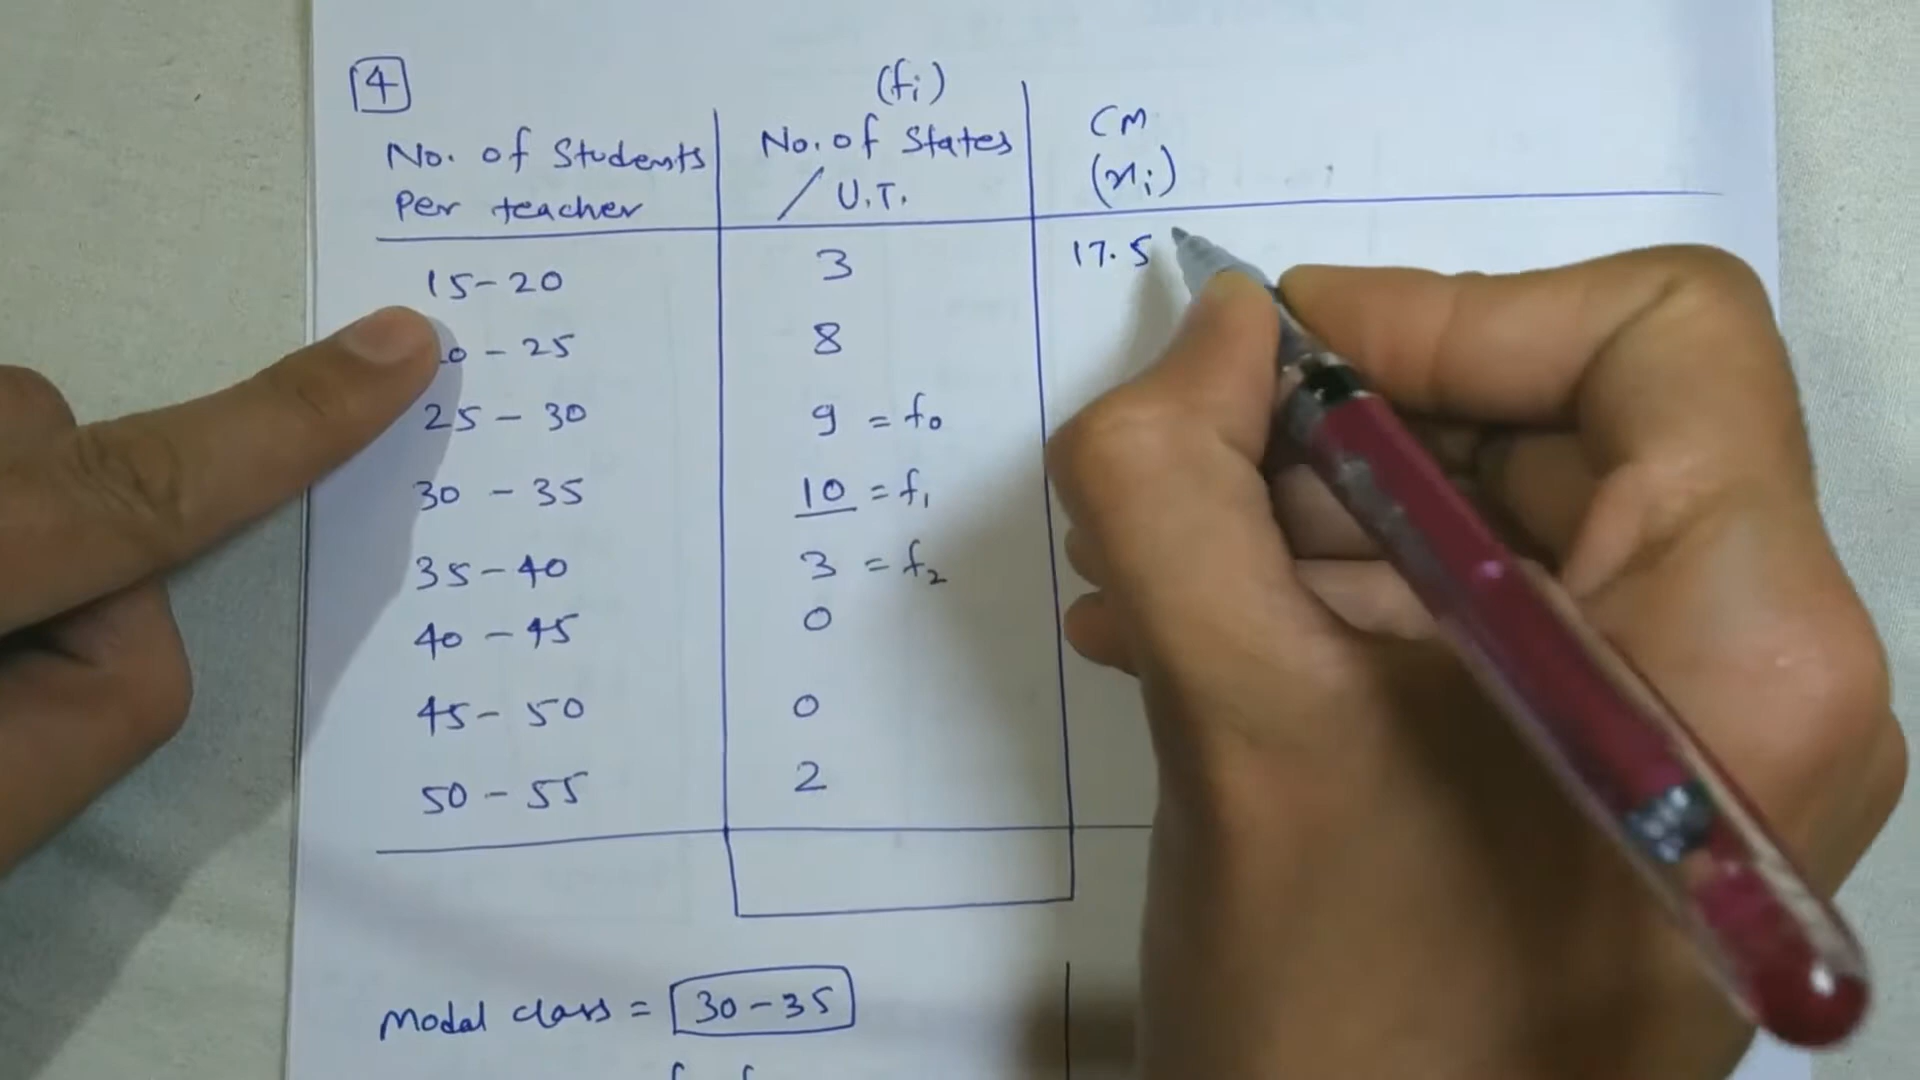 4
(fi)
No. of Students Per teacher
No. of States / U.T.
CM (xi)
15-20 3 17.5
- 25 8
25 - 30 9 = f0
30 - 35 10 = f1
35-40 3 = f2
40 - 45 0
45 - 50 0
50 - 55 2
Modal class = 30-35